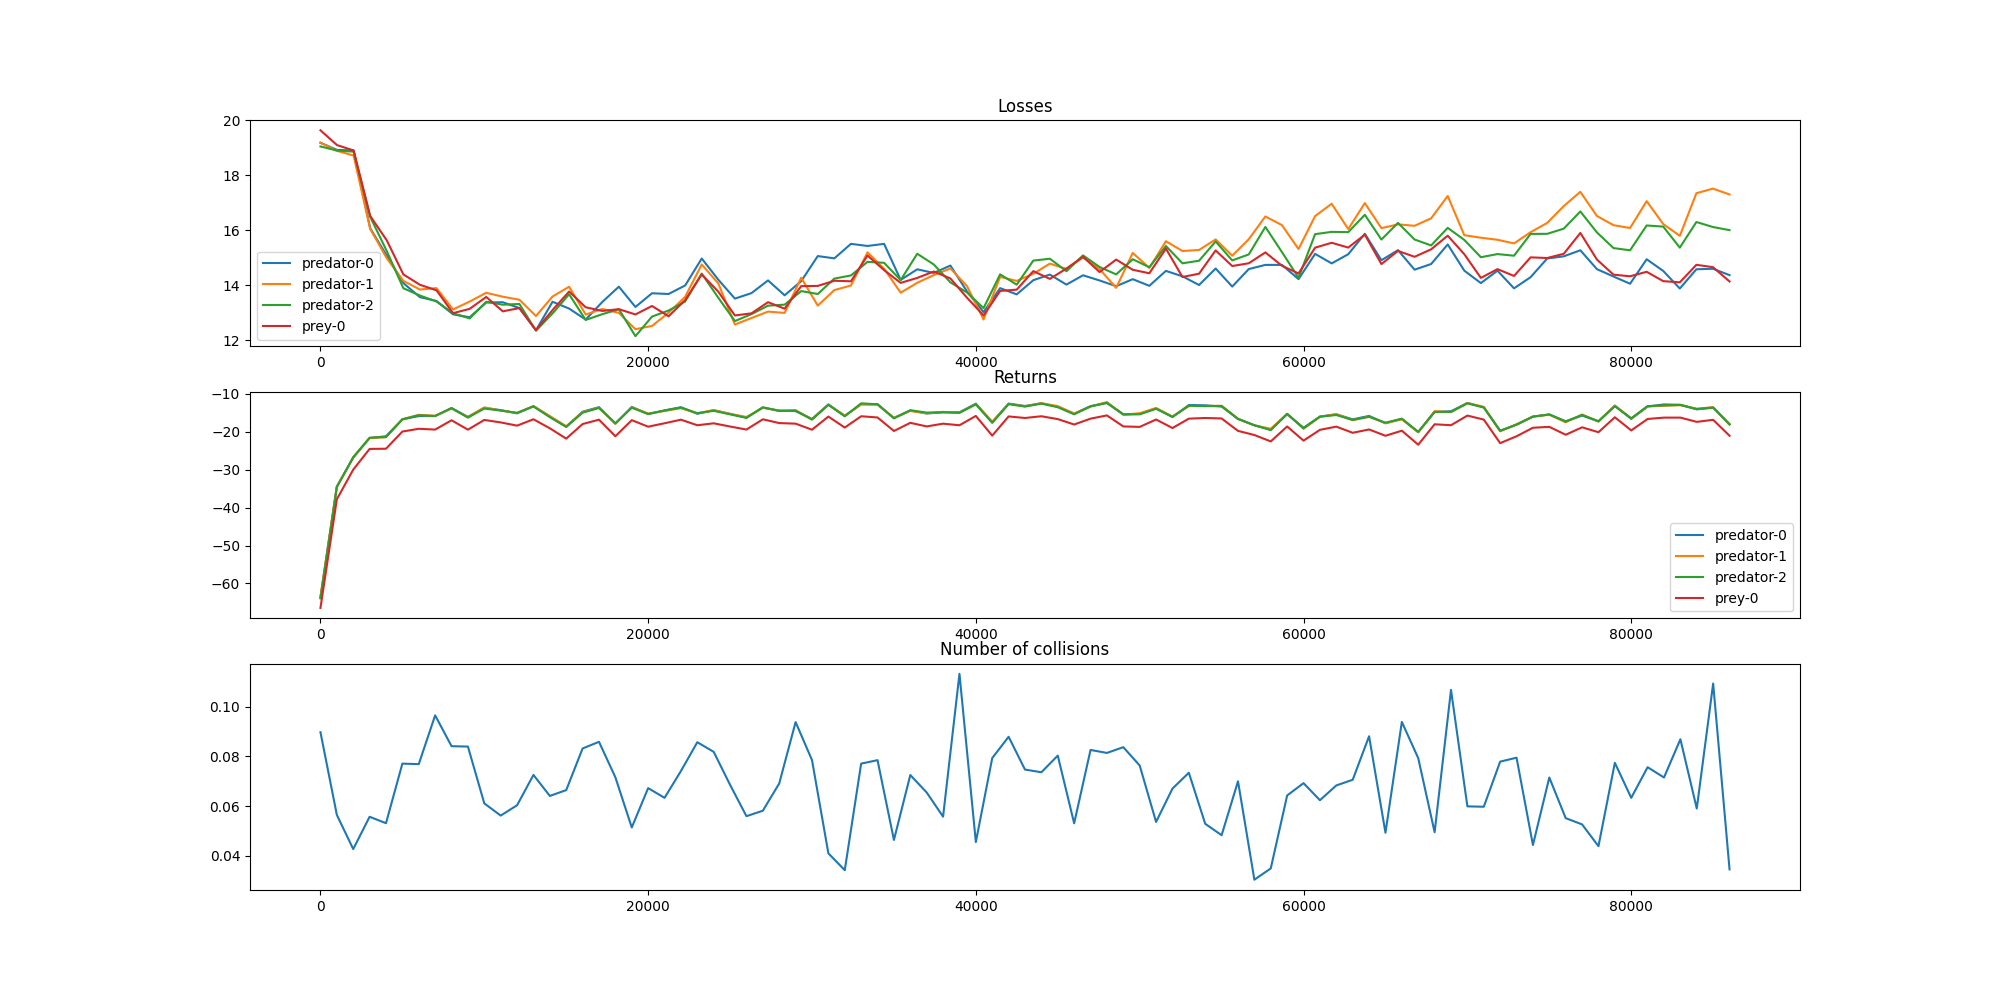 Losses
20
18
16
14
12
predator-0
predator-1
predator-2
prey-0
0 20000 40000 60000 80000
Returns
−10
−20
−30
−40
−50
−60
predator-0
predator-1
predator-2
prey-0
0 20000 40000 60000 80000
Number of collisions
0.10
0.08
0.06
0.04
0 20000 40000 60000 80000